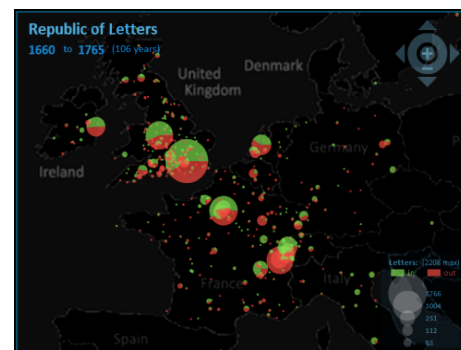 Republic of Letters
1660 to 1765 (106 years)
United
Kingdom
Denmark
Ireland
Germany
P
France
Italy
Spain
Letters: (2208 max)
in out
1766
1004
251
112
63